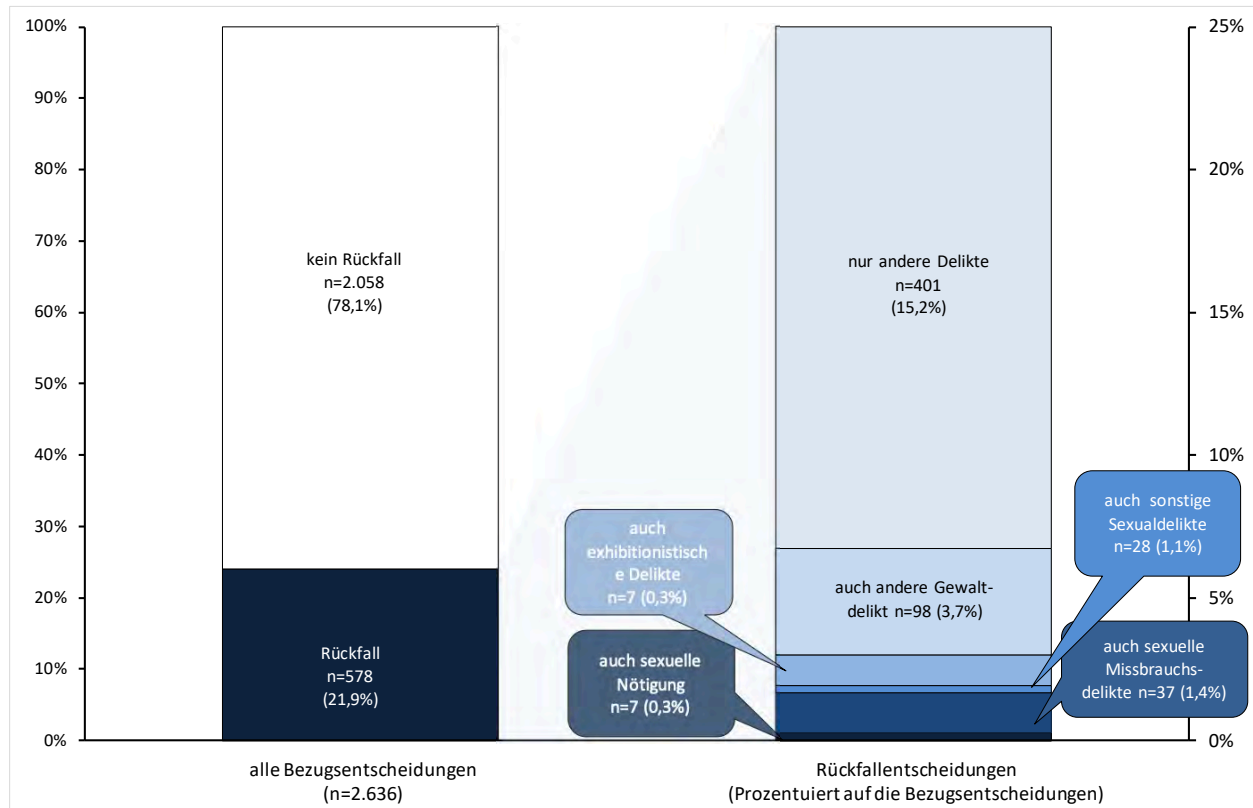 100%
90%
80%
70%
60%
50%
40%
30%
20%
10%
0%
kein Rückfall
n=2.058
(78,1%)
Rückfall
n=578
(21,9%)
alle Bezugsentscheidungen
(n=2.636)
auch
exhibitionistisch
e Delikte
n=7 (0,3%)
auch sexuelle
Nötigung
n=7 (0,3%)
nur andere Delikte
n=401
(15,2%)
auch andere Gewalt-
delikt n=98 (3,7%)
auch sonstige
Sexualdelikte
n=28 (1,1%)
auch sexuelle
Missbrauchs-
delikte n=37 (1,4%)
Rückfallentscheidungen
(Prozentuiert auf die Bezugsentscheidungen)
25%
20%
15%
10%
5%
0%